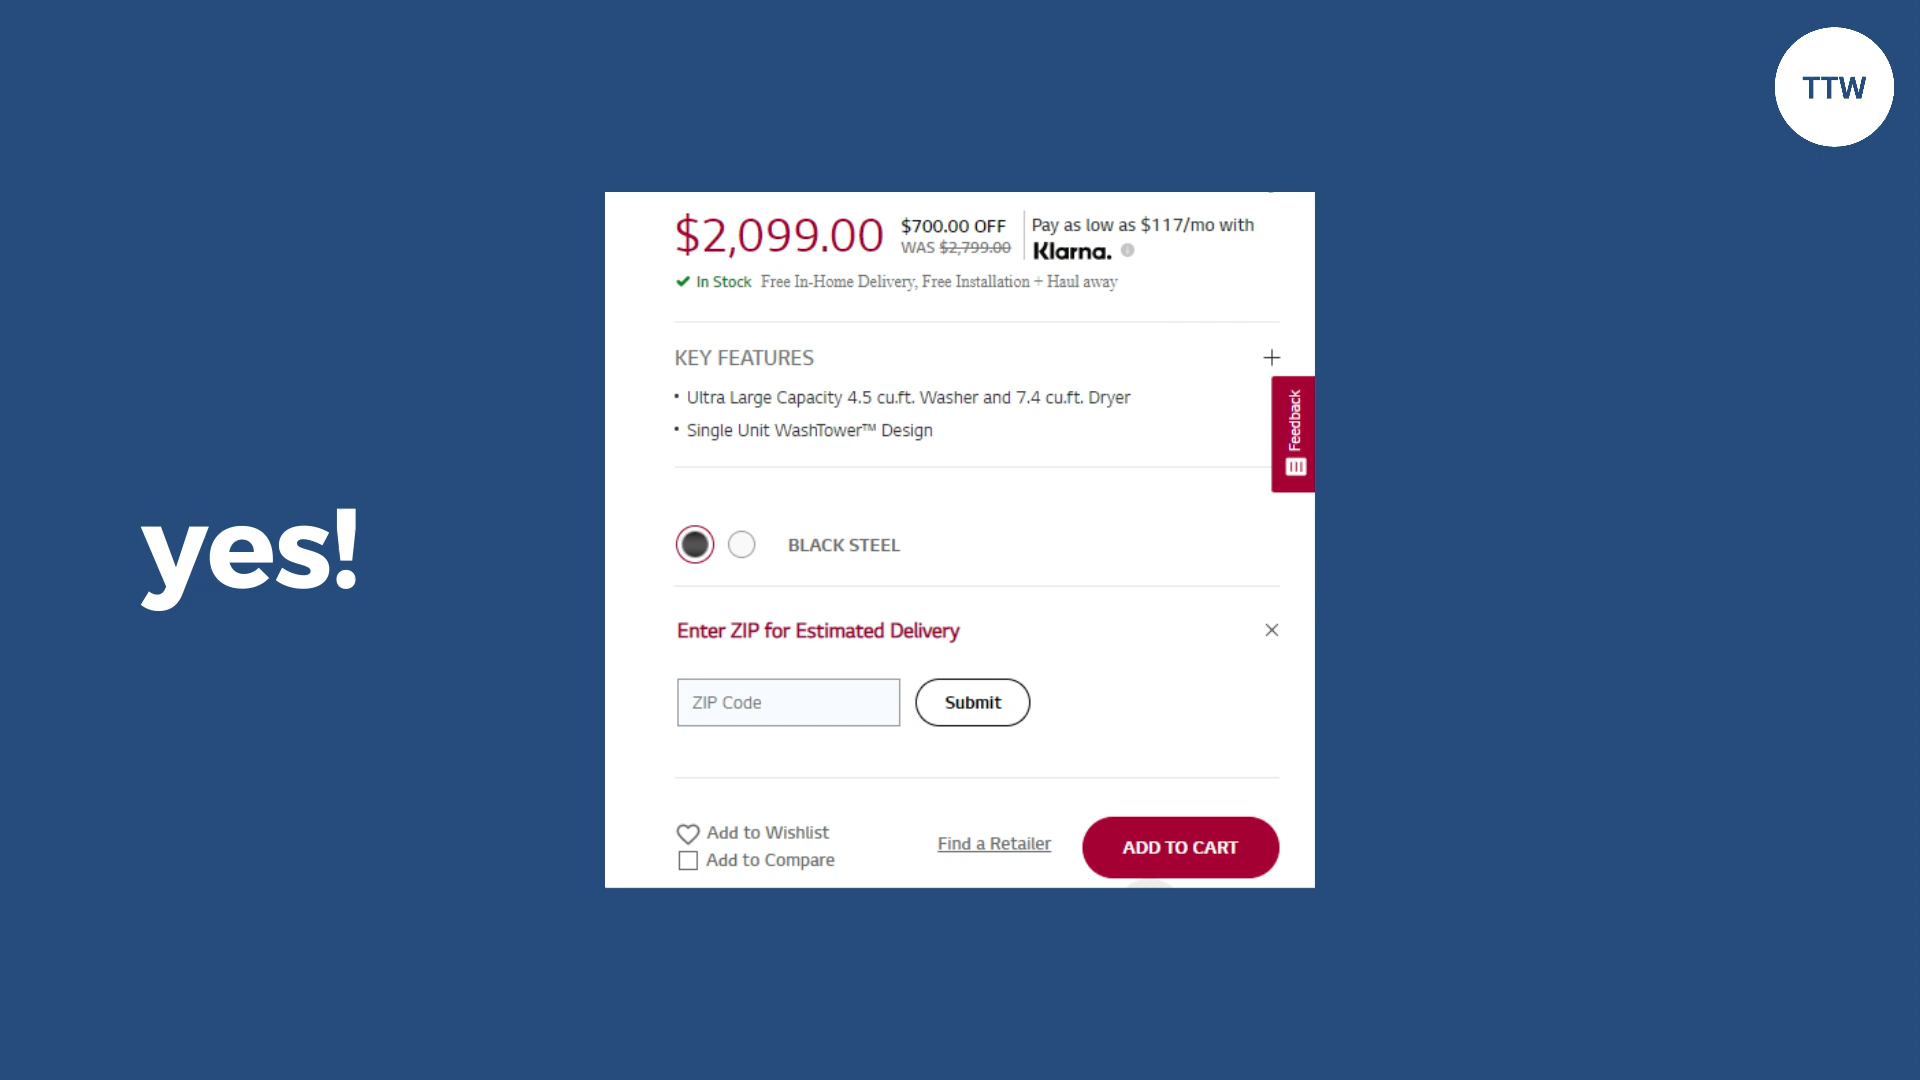 TTW
$2,099.00
$700.00 OFF
WAS $2,799.00
Pay as low as $117/mo with
Klarna.
In Stock Free In-Home Delivery, Free Installation + Haul away
KEY FEATURES
• Ultra Large Capacity 4.5 cu.ft. Washer and 7.4 cu.ft. Dryer
• Single Unit WashTower™ Design
Feedback
yes!
BLACK STEEL
Enter ZIP for Estimated Delivery
ZIP Code
Submit
Add to Wishlist
Add to Compare
Find a Retailer
ADD TO CART